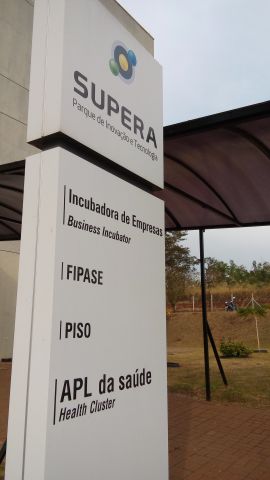 SUPERA
Parque de Inovação e Tecnologia
Incubadora de Empresas
Business Incubator
FIPASE
PISO
APL da saúde
Health Cluster